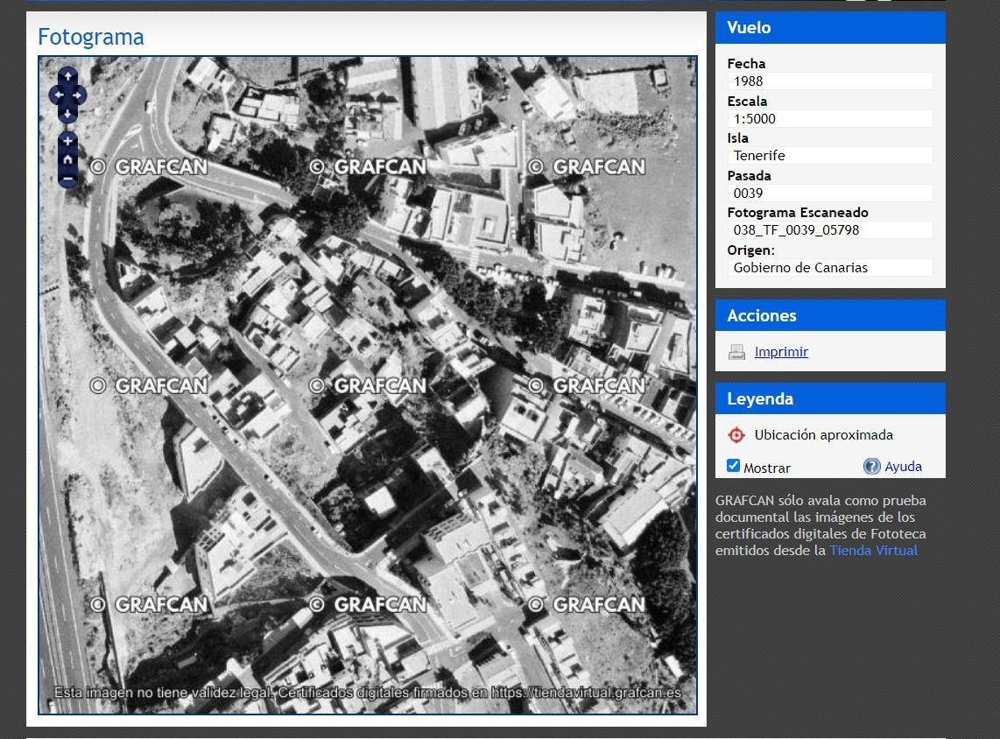 Fotograma
© GRAFCAN © GRAFCAN © GRAFCAN
© GRAFCAN © GRAFCAN © GRAFCAN
© GRAFCAN © GRAFCAN © GRAFCAN
Esta imagen no tiene validez legal. Certificados digitales firmados en https://tiendavirtual.grafcan.es
Vuelo
Fecha
1988
Escala
1:5000
Isla
Tenerife
Pasada
0039
Fotograma Escaneado
038_TF_0039_05798
Origen:
Gobierno de Canarias
Acciones
Imprimir
Leyenda
Ubicación aproximada
Mostrar Ayuda
GRAFCAN sólo avala como prueba
documental las imágenes de los
certificados digitales de Fototeca
emitidos desde la Tienda Virtual